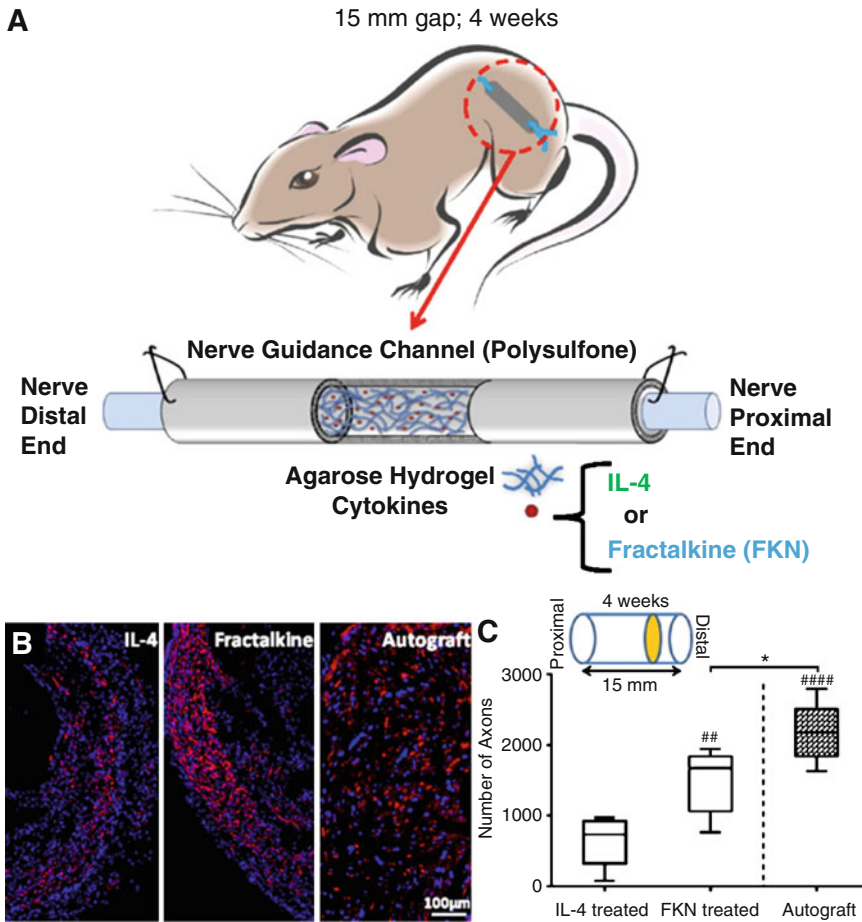 A
15 mm gap; 4 weeks
Nerve Guidance Channel (Polysulfone)
Nerve
Distal
End
Nerve
Proximal
End
Agarose Hydrogel
Cytokines
IL-4
or
Fractalkine (FKN)
B
IL-4
Fractalkine
Autograft
100µm
C
4 weeks
Proximal
Distal
15 mm
*
##
####
Number of Axons
3000
2000
1000
0
IL-4 treated
FKN treated
Autograft